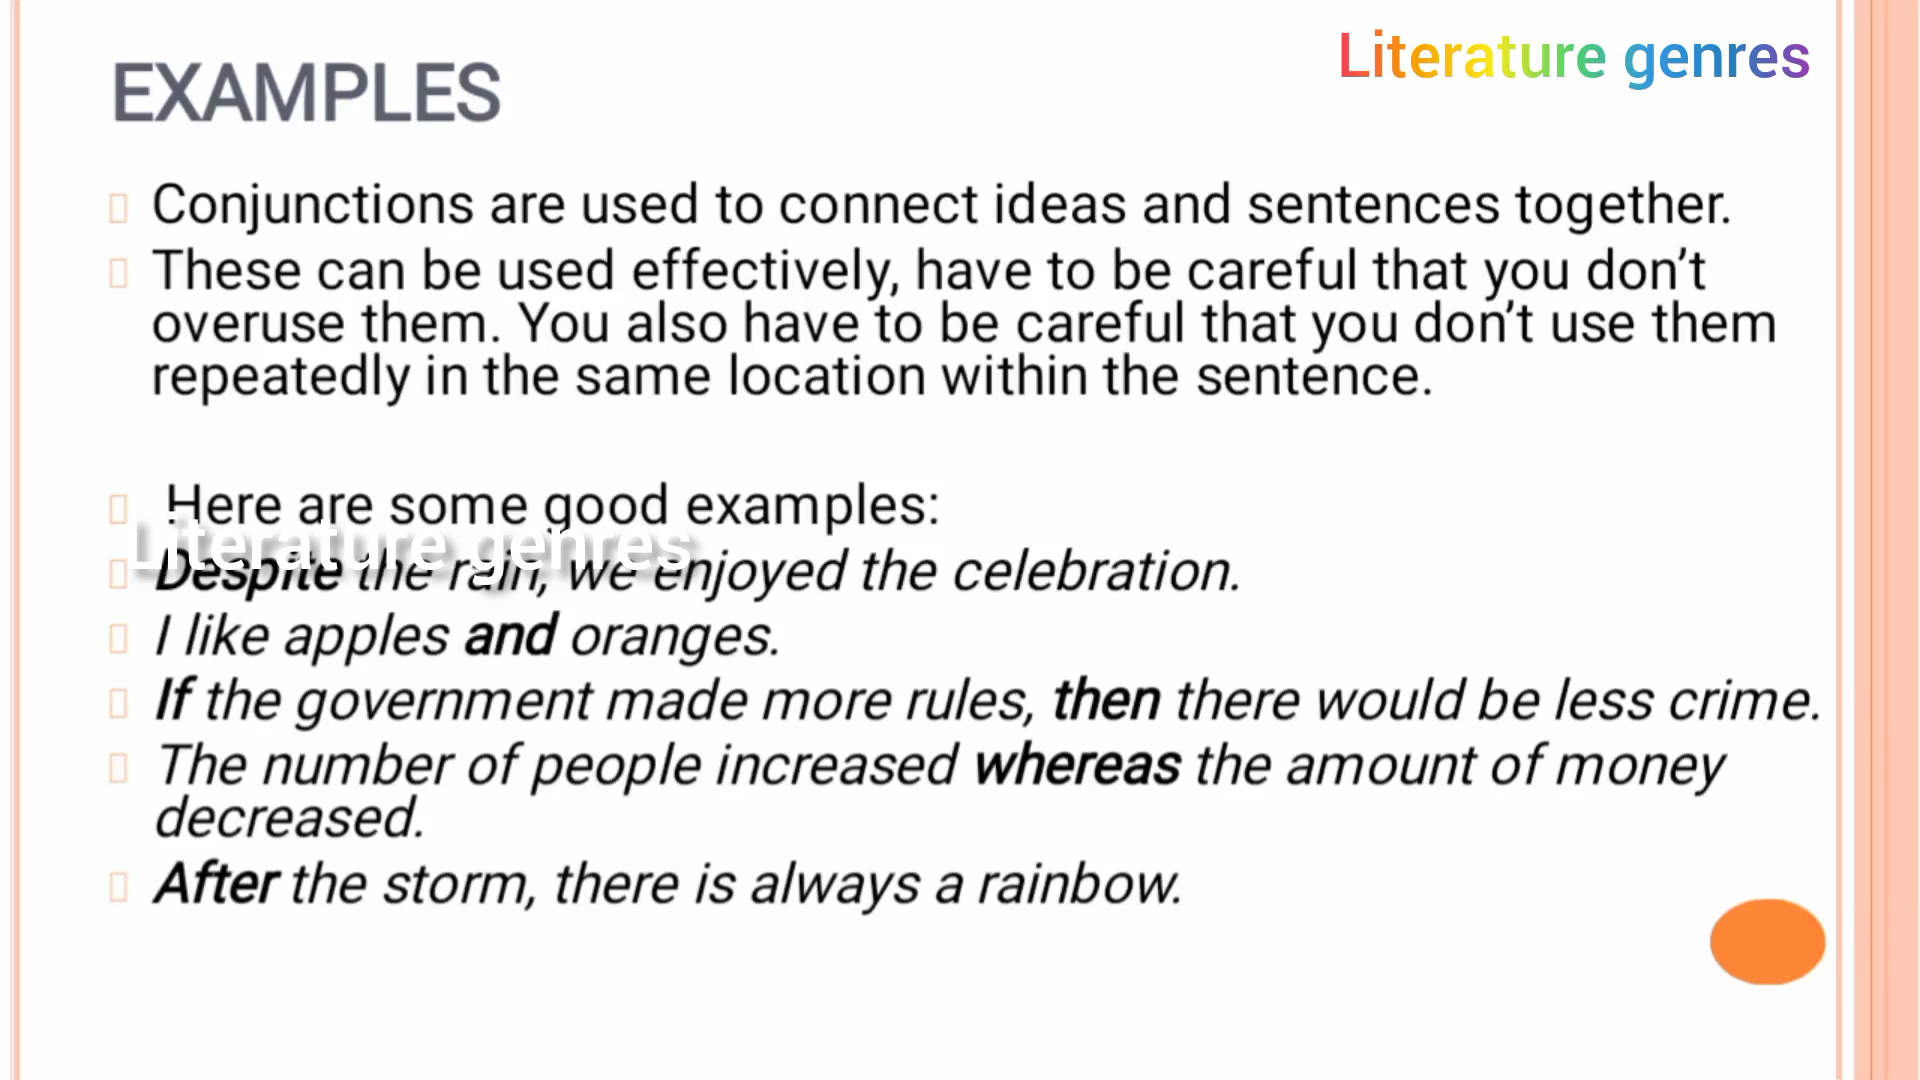 Literature genres
EXAMPLES
Conjunctions are used to connect ideas and sentences together.
These can be used effectively, have to be careful that you don’t
overuse them. You also have to be careful that you don’t use them
repeatedly in the same location within the sentence.
Here are some good examples:
Literature genres
Despite the rain, we enjoyed the celebration.
I like apples and oranges.
If the government made more rules, then there would be less crime.
The number of people increased whereas the amount of money
decreased.
After the storm, there is always a rainbow.